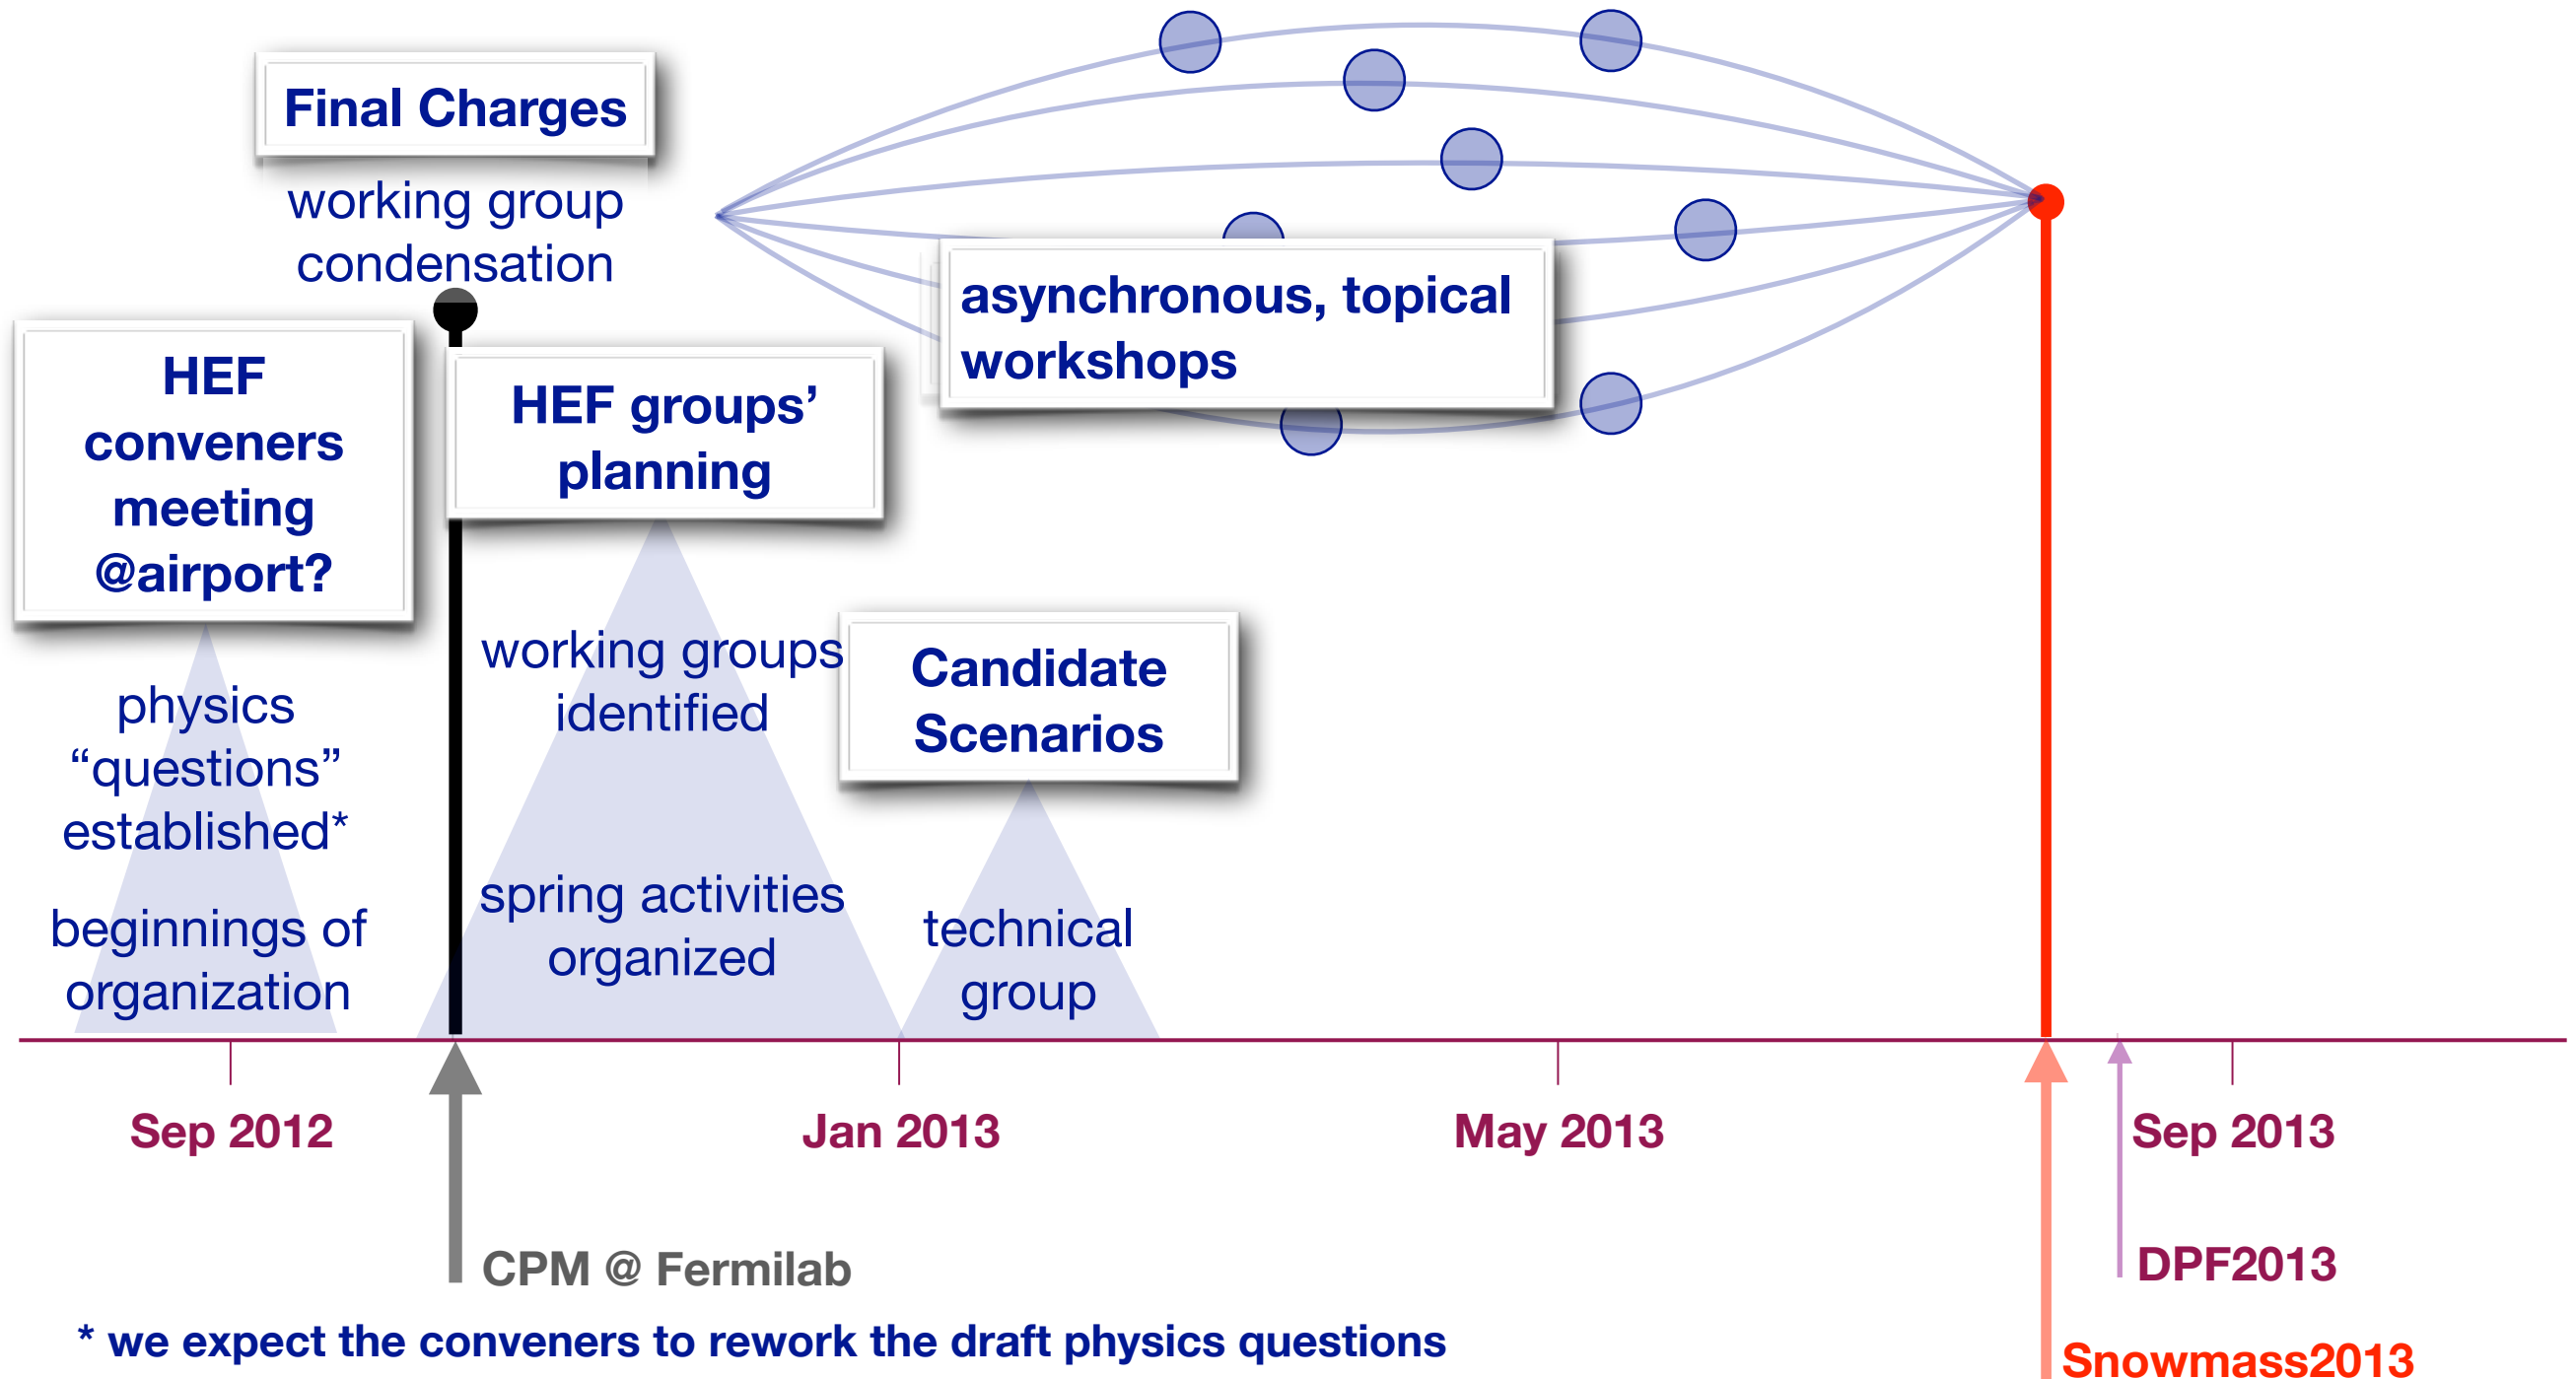 Final Charges
working group
condensation
HEF
conveners
meeting
@airport?
HEF groups’
planning
asynchronous, topical
workshops
physics
“questions”
established*
beginnings of
organization
working groups
identified
spring activities
organized
Candidate
Scenarios
technical
group
Sep 2012
Jan 2013
May 2013
Sep 2013
CPM @ Fermilab
DPF2013
* we expect the conveners to rework the draft physics questions
Snowmass2013